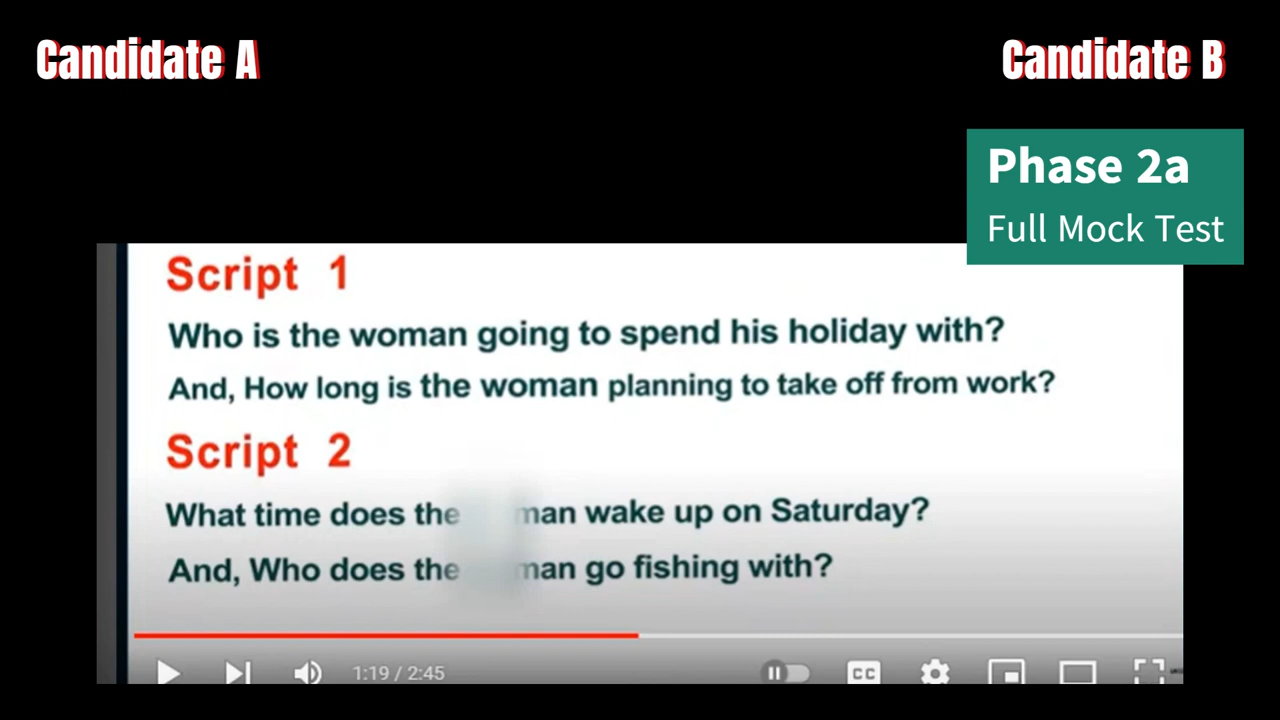 Candidate A
Candidate B
Phase 2a
Full Mock Test
Script 1
Who is the woman going to spend his holiday with?
And, How long is the woman planning to take off from work?
Script 2
What time does the man wake up on Saturday?
And, Who does the man go fishing with?
1:19 / 2:45
CC